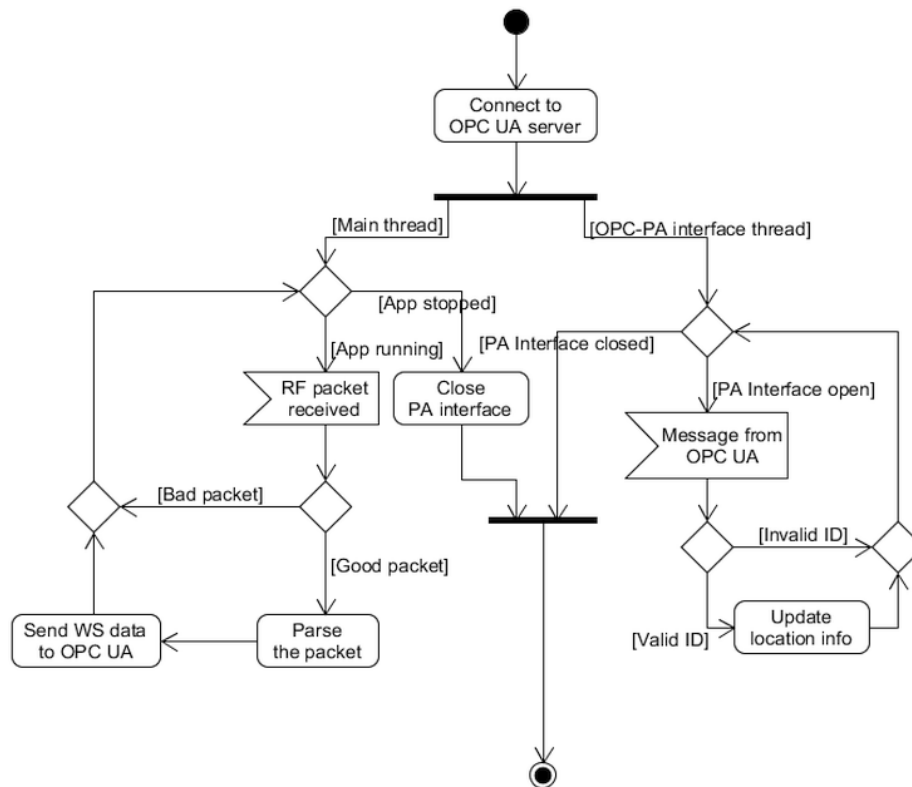 Connect to
OPC UA server
[Main thread]
[OPC-PA interface thread]
[App stopped]
[App running]
[PA Interface closed]
RF packet
received
Close
PA interface
[PA Interface open]
Message from
OPC UA
[Bad packet]
[Invalid ID]
[Good packet]
Send WS data
to OPC UA
Parse
the packet
[Valid ID]
Update
location info